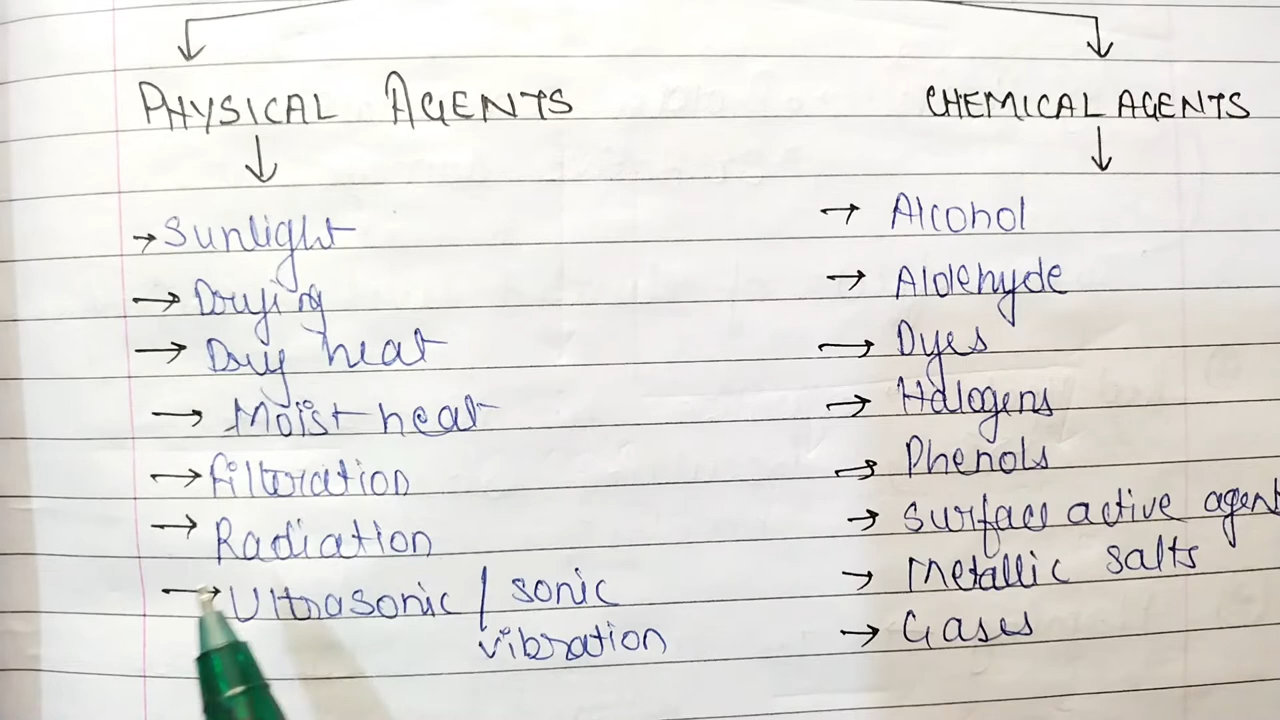 PHYSICAL AGENTS
→ Sunlight
→ Drying
→ Dry heat
→ Moist heat
→ filteration
→ Radiation
→ Ultrasonic / sonic
vibration
CHEMICAL AGENTS
→ Alcohol
→ Aldehyde
→ Dyes
→ Halogens
→ Phenols
→ Surface active agent
→ Metallic salts
→ Gases